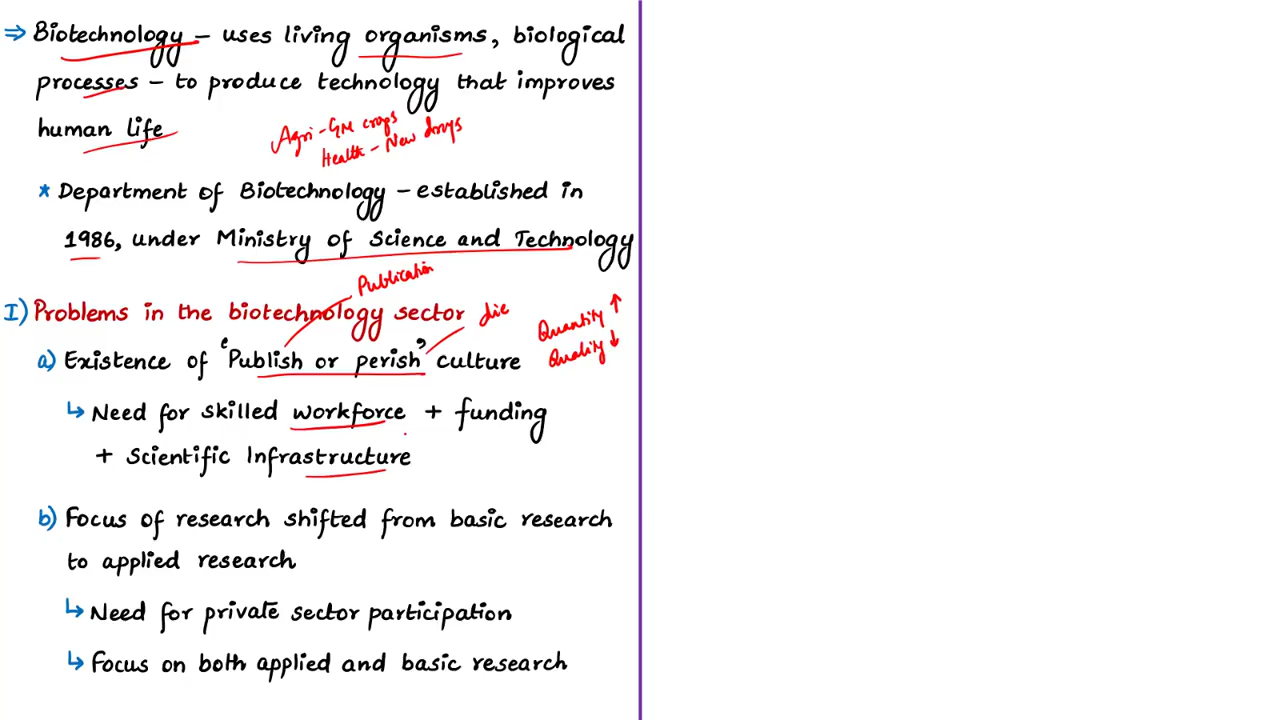 ⇒ Biotechnology – uses living organisms, biological
processes – to produce technology that improves
human life
Agri - GM crops
Health - New drugs
* Department of Biotechnology – established in
1986, under Ministry of Science and Technology
Publication
I) Problems in the biotechnology sector
die
Quantity ↑
Quality ↓
a) Existence of 'Publish or perish' culture
↳ Need for skilled workforce + funding
+ Scientific Infrastructure
b) Focus of research shifted from basic research
to applied research
↳ Need for private sector participation
↳ Focus on both applied and basic research